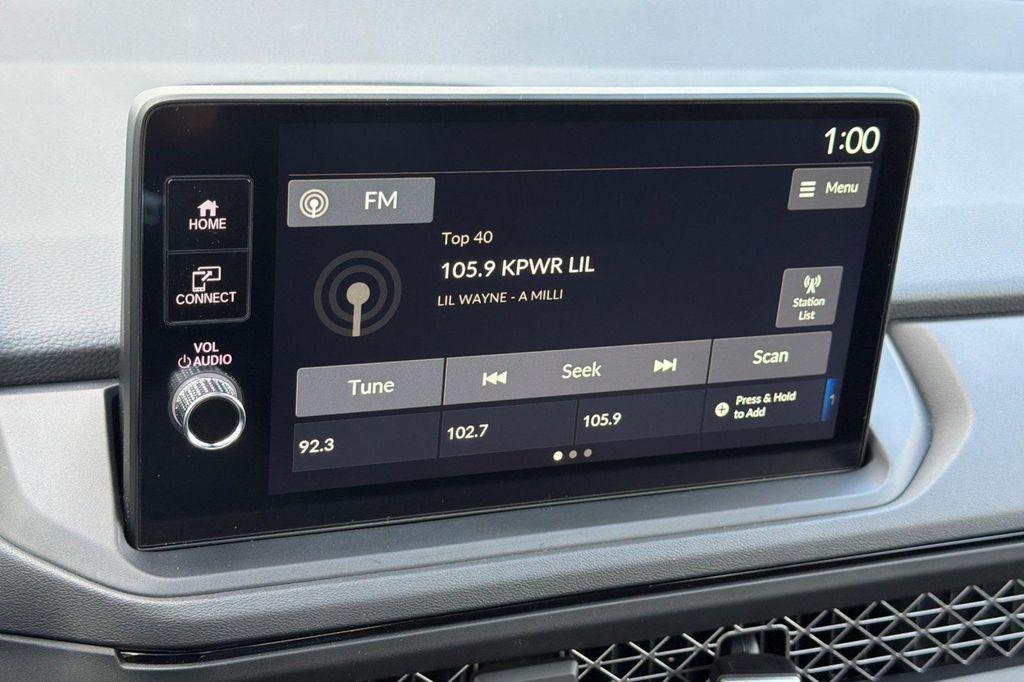 1:00
FM
Menu
HOME
Top 40
105.9 KPWR LIL
LIL WAYNE - A MILLI
CONNECT
Station
List
VOL
AUDIO
Tune
Seek
Scan
92.3
102.7
105.9
Press & Hold
to Add
1